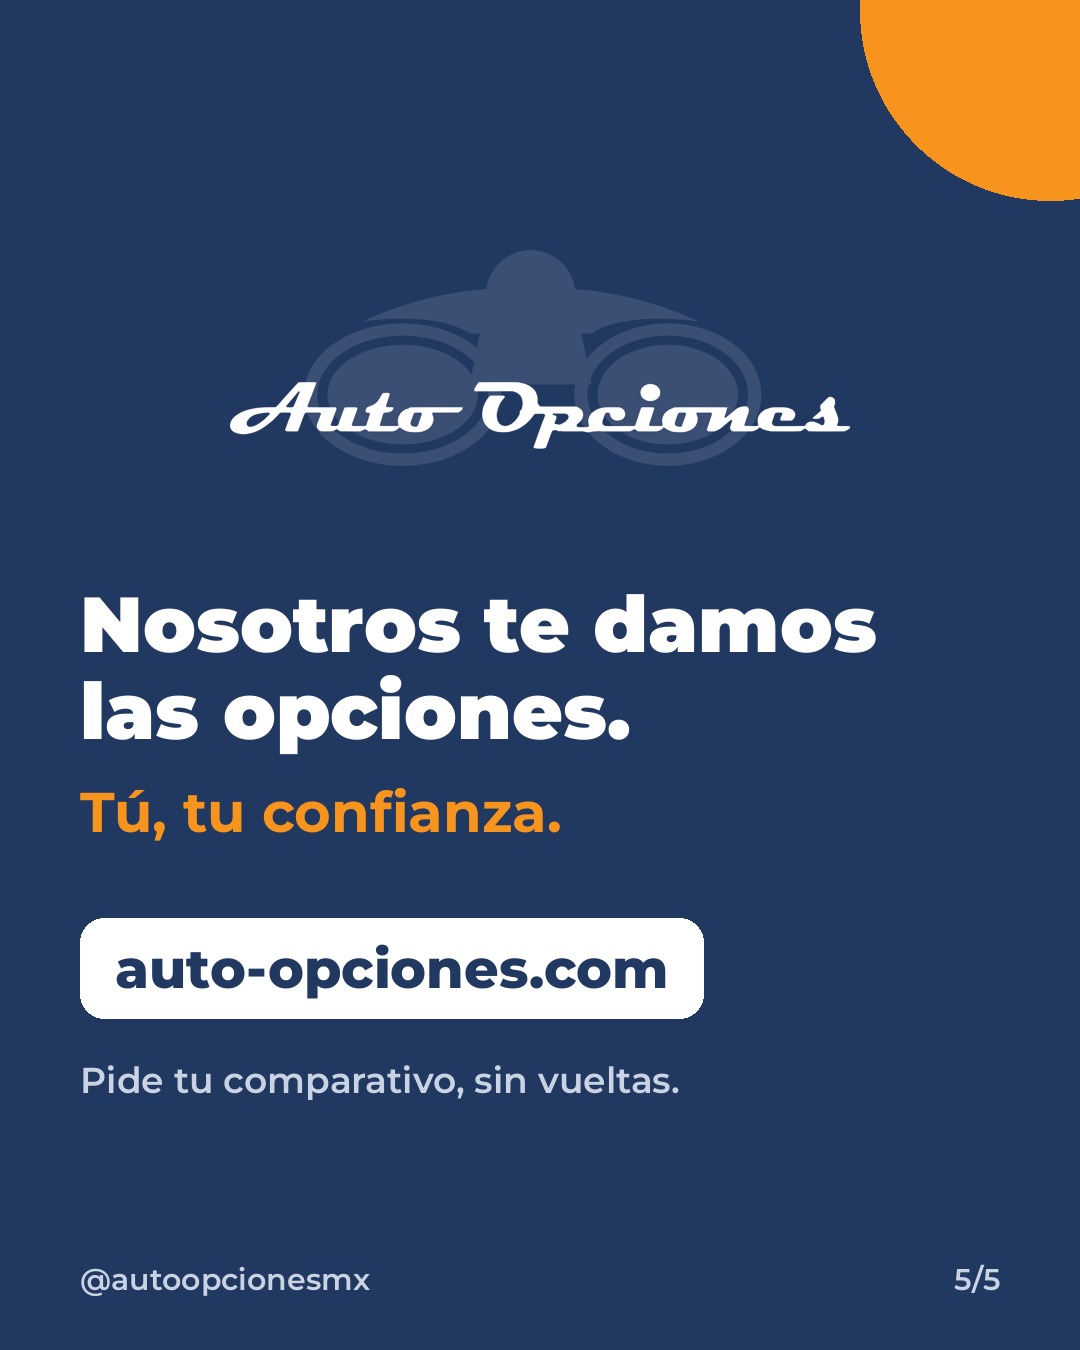 Auto Opciones
Nosotros te damos
las opciones.
Tú, tu confianza.
auto-opciones.com
Pide tu comparativo, sin vueltas.
@autoopcionesmx
5/5